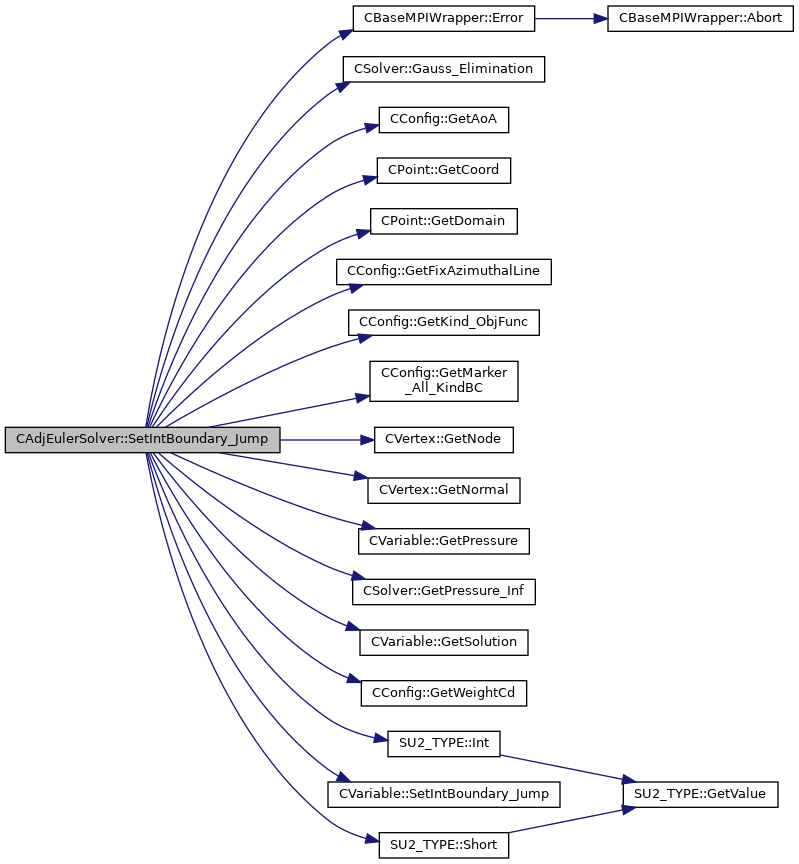 CBaseMPIWrapper::Error
CBaseMPIWrapper::Abort
CSolver::Gauss_Elimination
CConfig::GetAoA
CPoint::GetCoord
CPoint::GetDomain
CConfig::GetFixAzimuthalLine
CConfig::GetKind_ObjFunc
CConfig::GetMarker
_All_KindBC
CAdjEulerSolver::SetIntBoundary_Jump
CVertex::GetNode
CVertex::GetNormal
CVariable::GetPressure
CSolver::GetPressure_Inf
CVariable::GetSolution
CConfig::GetWeightCd
SU2_TYPE::Int
CVariable::SetIntBoundary_Jump
SU2_TYPE::GetValue
SU2_TYPE::Short